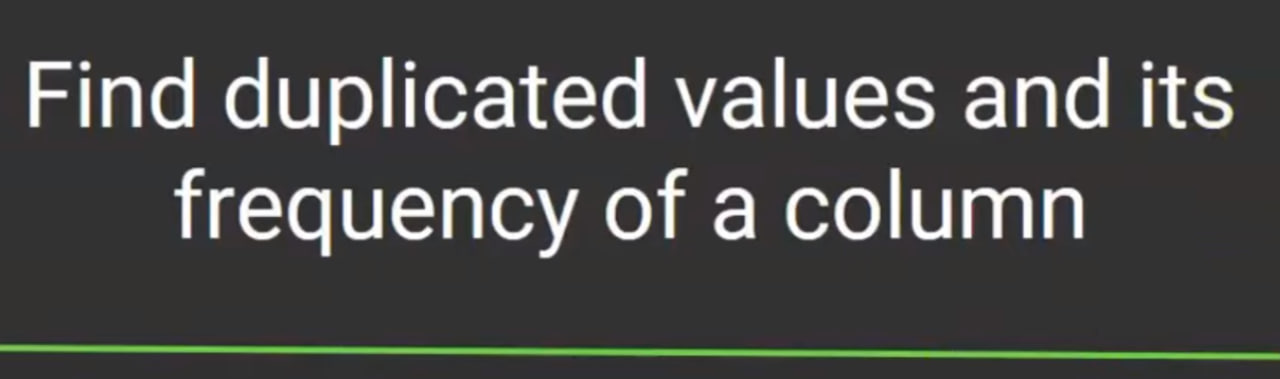 Find duplicated values and its
frequency of a column